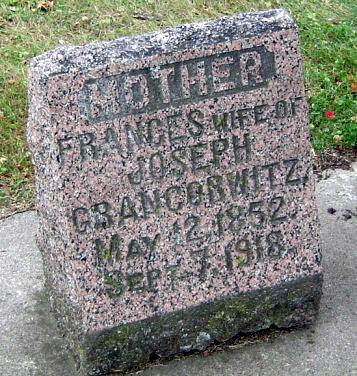 MOTHER
FRANCES WIFE OF
JOSEPH
GRANCORWITZ.
MAY 12, 1852.
SEPT. 7, 1918.